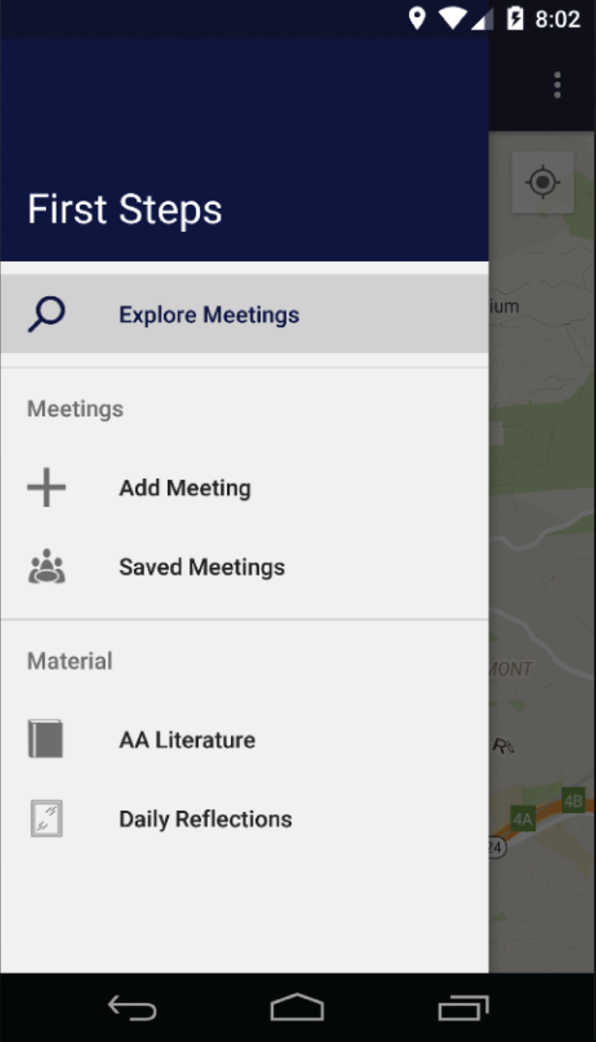 8:02
First Steps
Explore Meetings
ium
Meetings
Add Meeting
Saved Meetings
Material
MONT
AA Literature
Rd
4B
4A
Daily Reflections
24